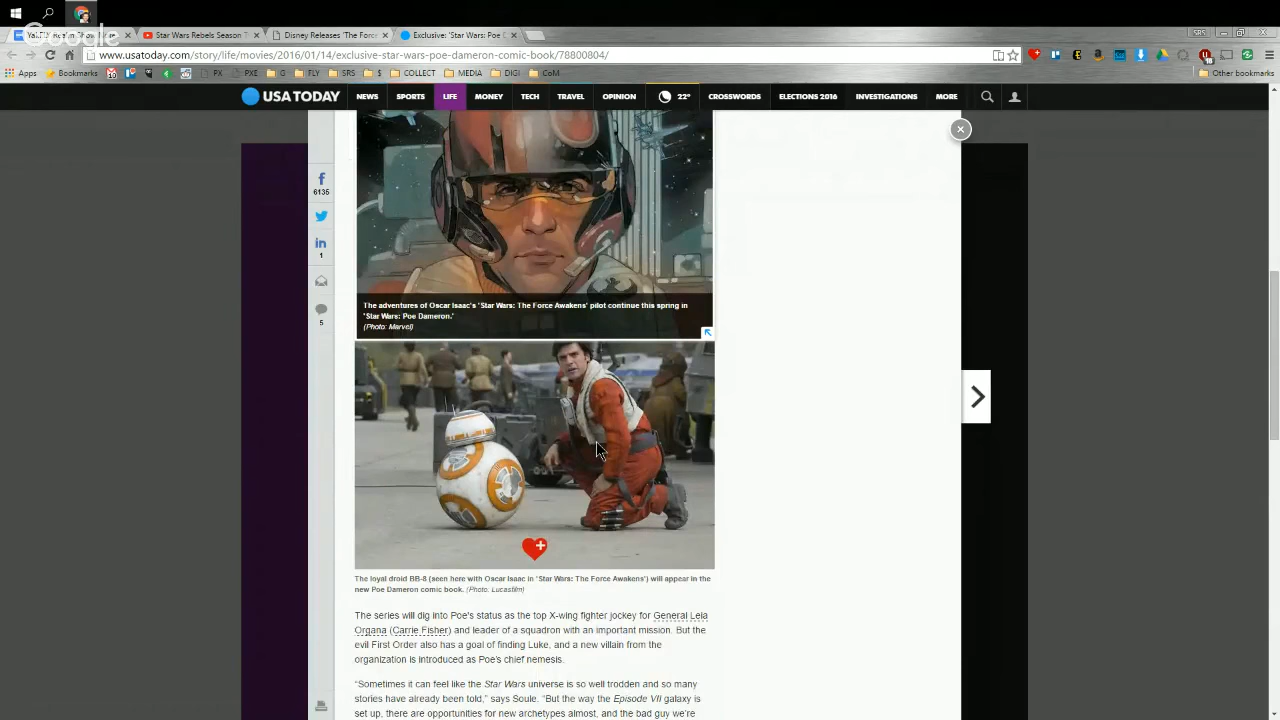 SRS
Star Wars Rebels Season T
Disney Releases 'The Force
Exclusive: 'Star Wars: Poe D
Google
www.usatoday.com/story/life/movies/2016/01/14/exclusive-star-wars-poe-dameron-comic-book/78800804/
Apps Bookmarks PX PXE G FLY SRS $ COLLECT MEDIA DIGI CoM Other bookmarks
USA TODAY NEWS SPORTS LIFE MONEY TECH TRAVEL OPINION 22° CROSSWORDS ELECTIONS 2016 INVESTIGATIONS MORE
6135
1
5
The adventures of Oscar Isaac's 'Star Wars: The Force Awakens' pilot continue this spring in
'Star Wars: Poe Dameron.'
(Photo: Marvel)
The loyal droid BB-8 (seen here with Oscar Isaac in 'Star Wars: The Force Awakens') will appear in the
new Poe Dameron comic book. (Photo: Lucasfilm)
The series will dig into Poe's status as the top X-wing fighter jockey for General Leia
Organa (Carrie Fisher) and leader of a squadron with an important mission. But the
evil First Order also has a goal of finding Luke, and a new villain from the
organization is introduced as Poe's chief nemesis.
"Sometimes it can feel like the Star Wars universe is so well trodden and so many
stories have already been told," says Soule. "But the way the Episode VII galaxy is
set up, there are opportunities for new archetypes almost, and the bad guy we're